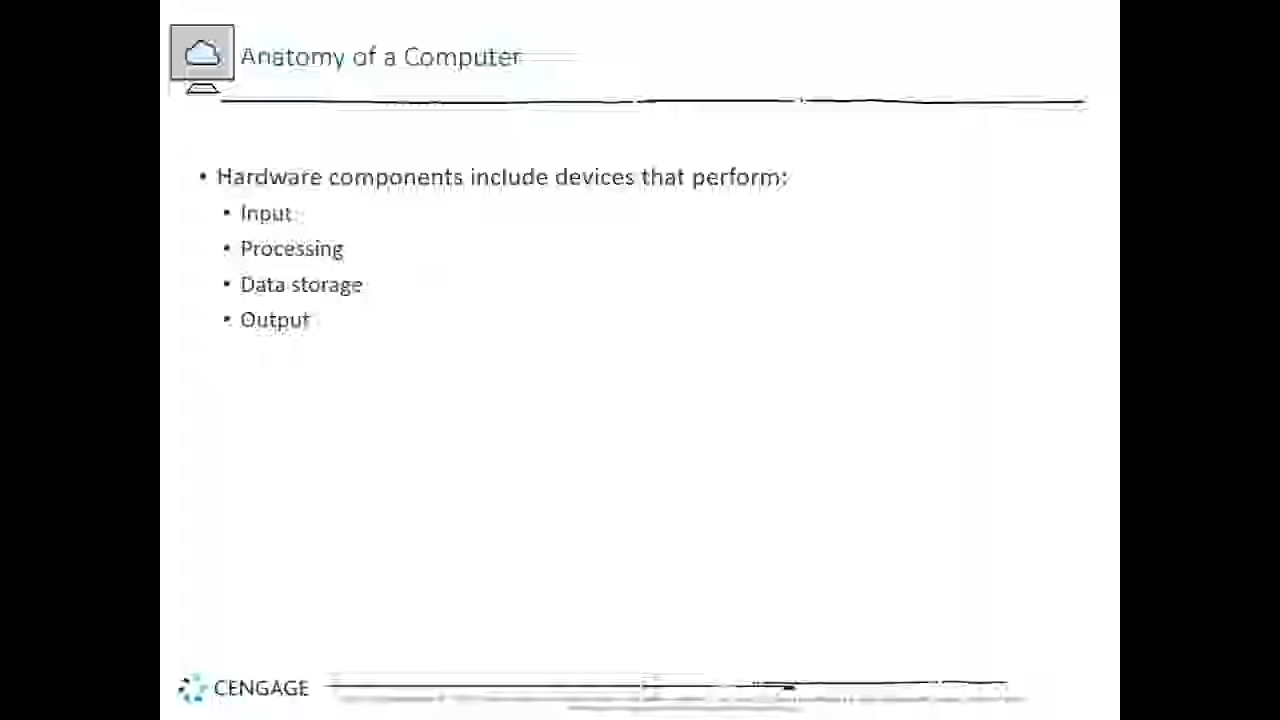 Anatomy of a Computer
• Hardware components include devices that perform:
• Input
• Processing
• Data storage
• Output
CENGAGE